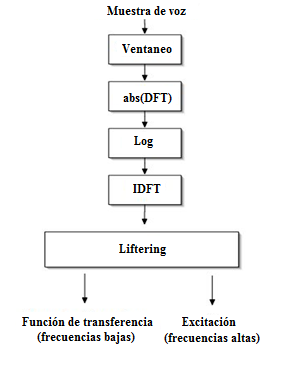 Muestra de voz
Ventaneo
abs(DFT)
Log
IDFT
Liftering
Función de transferencia
(frecuencias bajas)
Excitación
(frecuencias altas)